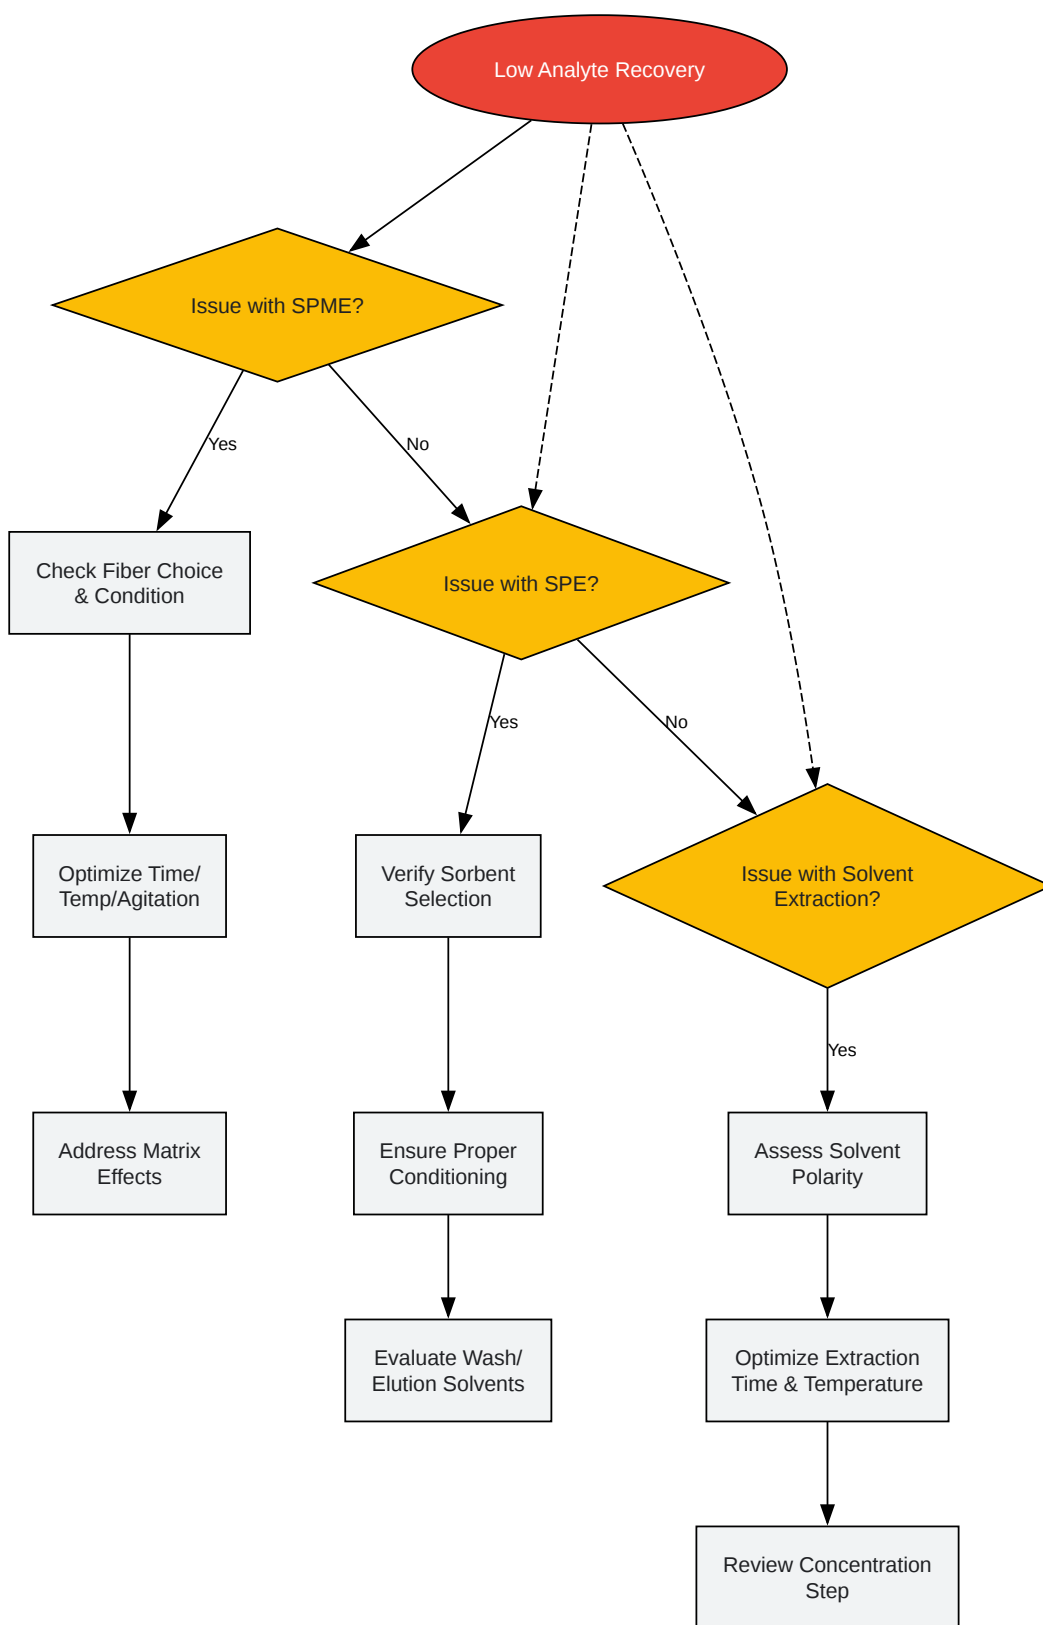 Low Analyte Recovery
Issue with SPME?
Yes
No
Check Fiber Choice
& Condition
Issue with SPE?
Yes
No
Optimize Time/
Temp/Agitation
Verify Sorbent
Selection
Issue with Solvent
Extraction?
Yes
Address Matrix
Effects
Ensure Proper
Conditioning
Assess Solvent
Polarity
Evaluate Wash/
Elution Solvents
Optimize Extraction
Time & Temperature
Review Concentration
Step